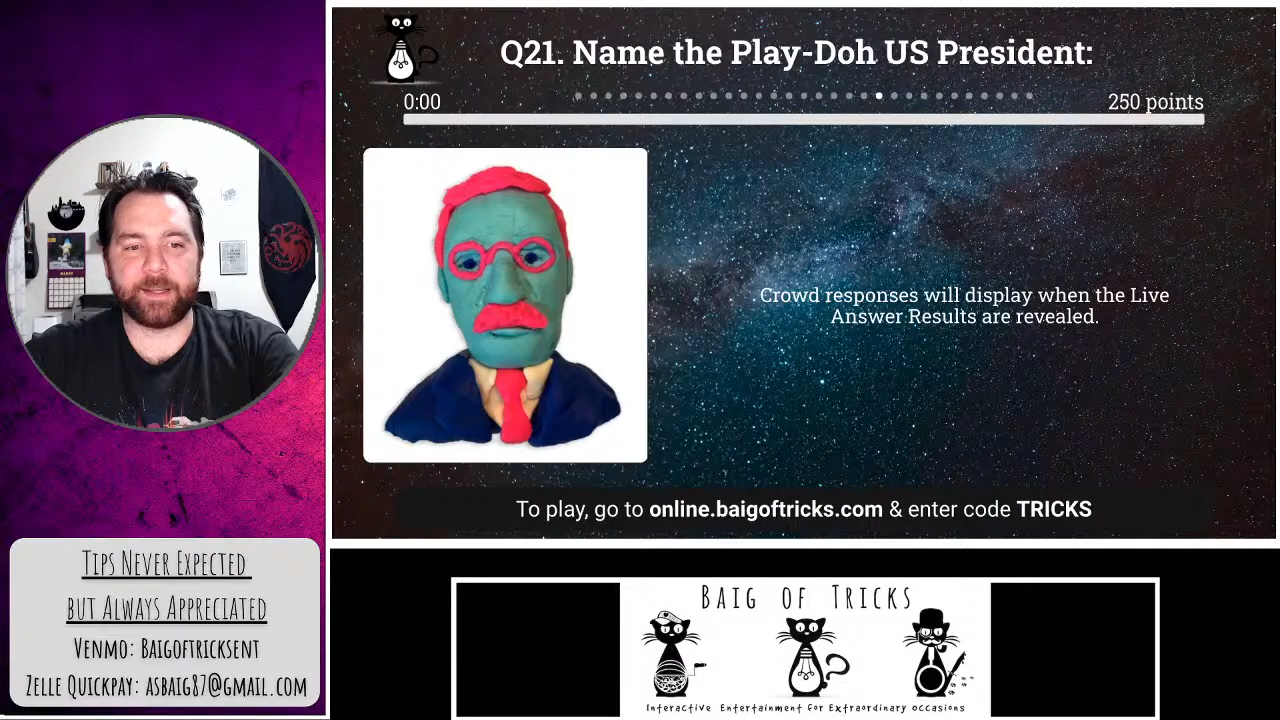 Q21. Name the Play-Doh US President:
0:00
250 points
Crowd responses will display when the Live
Answer Results are revealed.
To play, go to online.baigoftricks.com & enter code TRICKS
Tips Never Expected
but Always Appreciated
Venmo: Baigoftricksent
Zelle Quickpay: asbaig87@gmail.com
Baig of Tricks
Interactive Entertainment for Extraordinary occasions